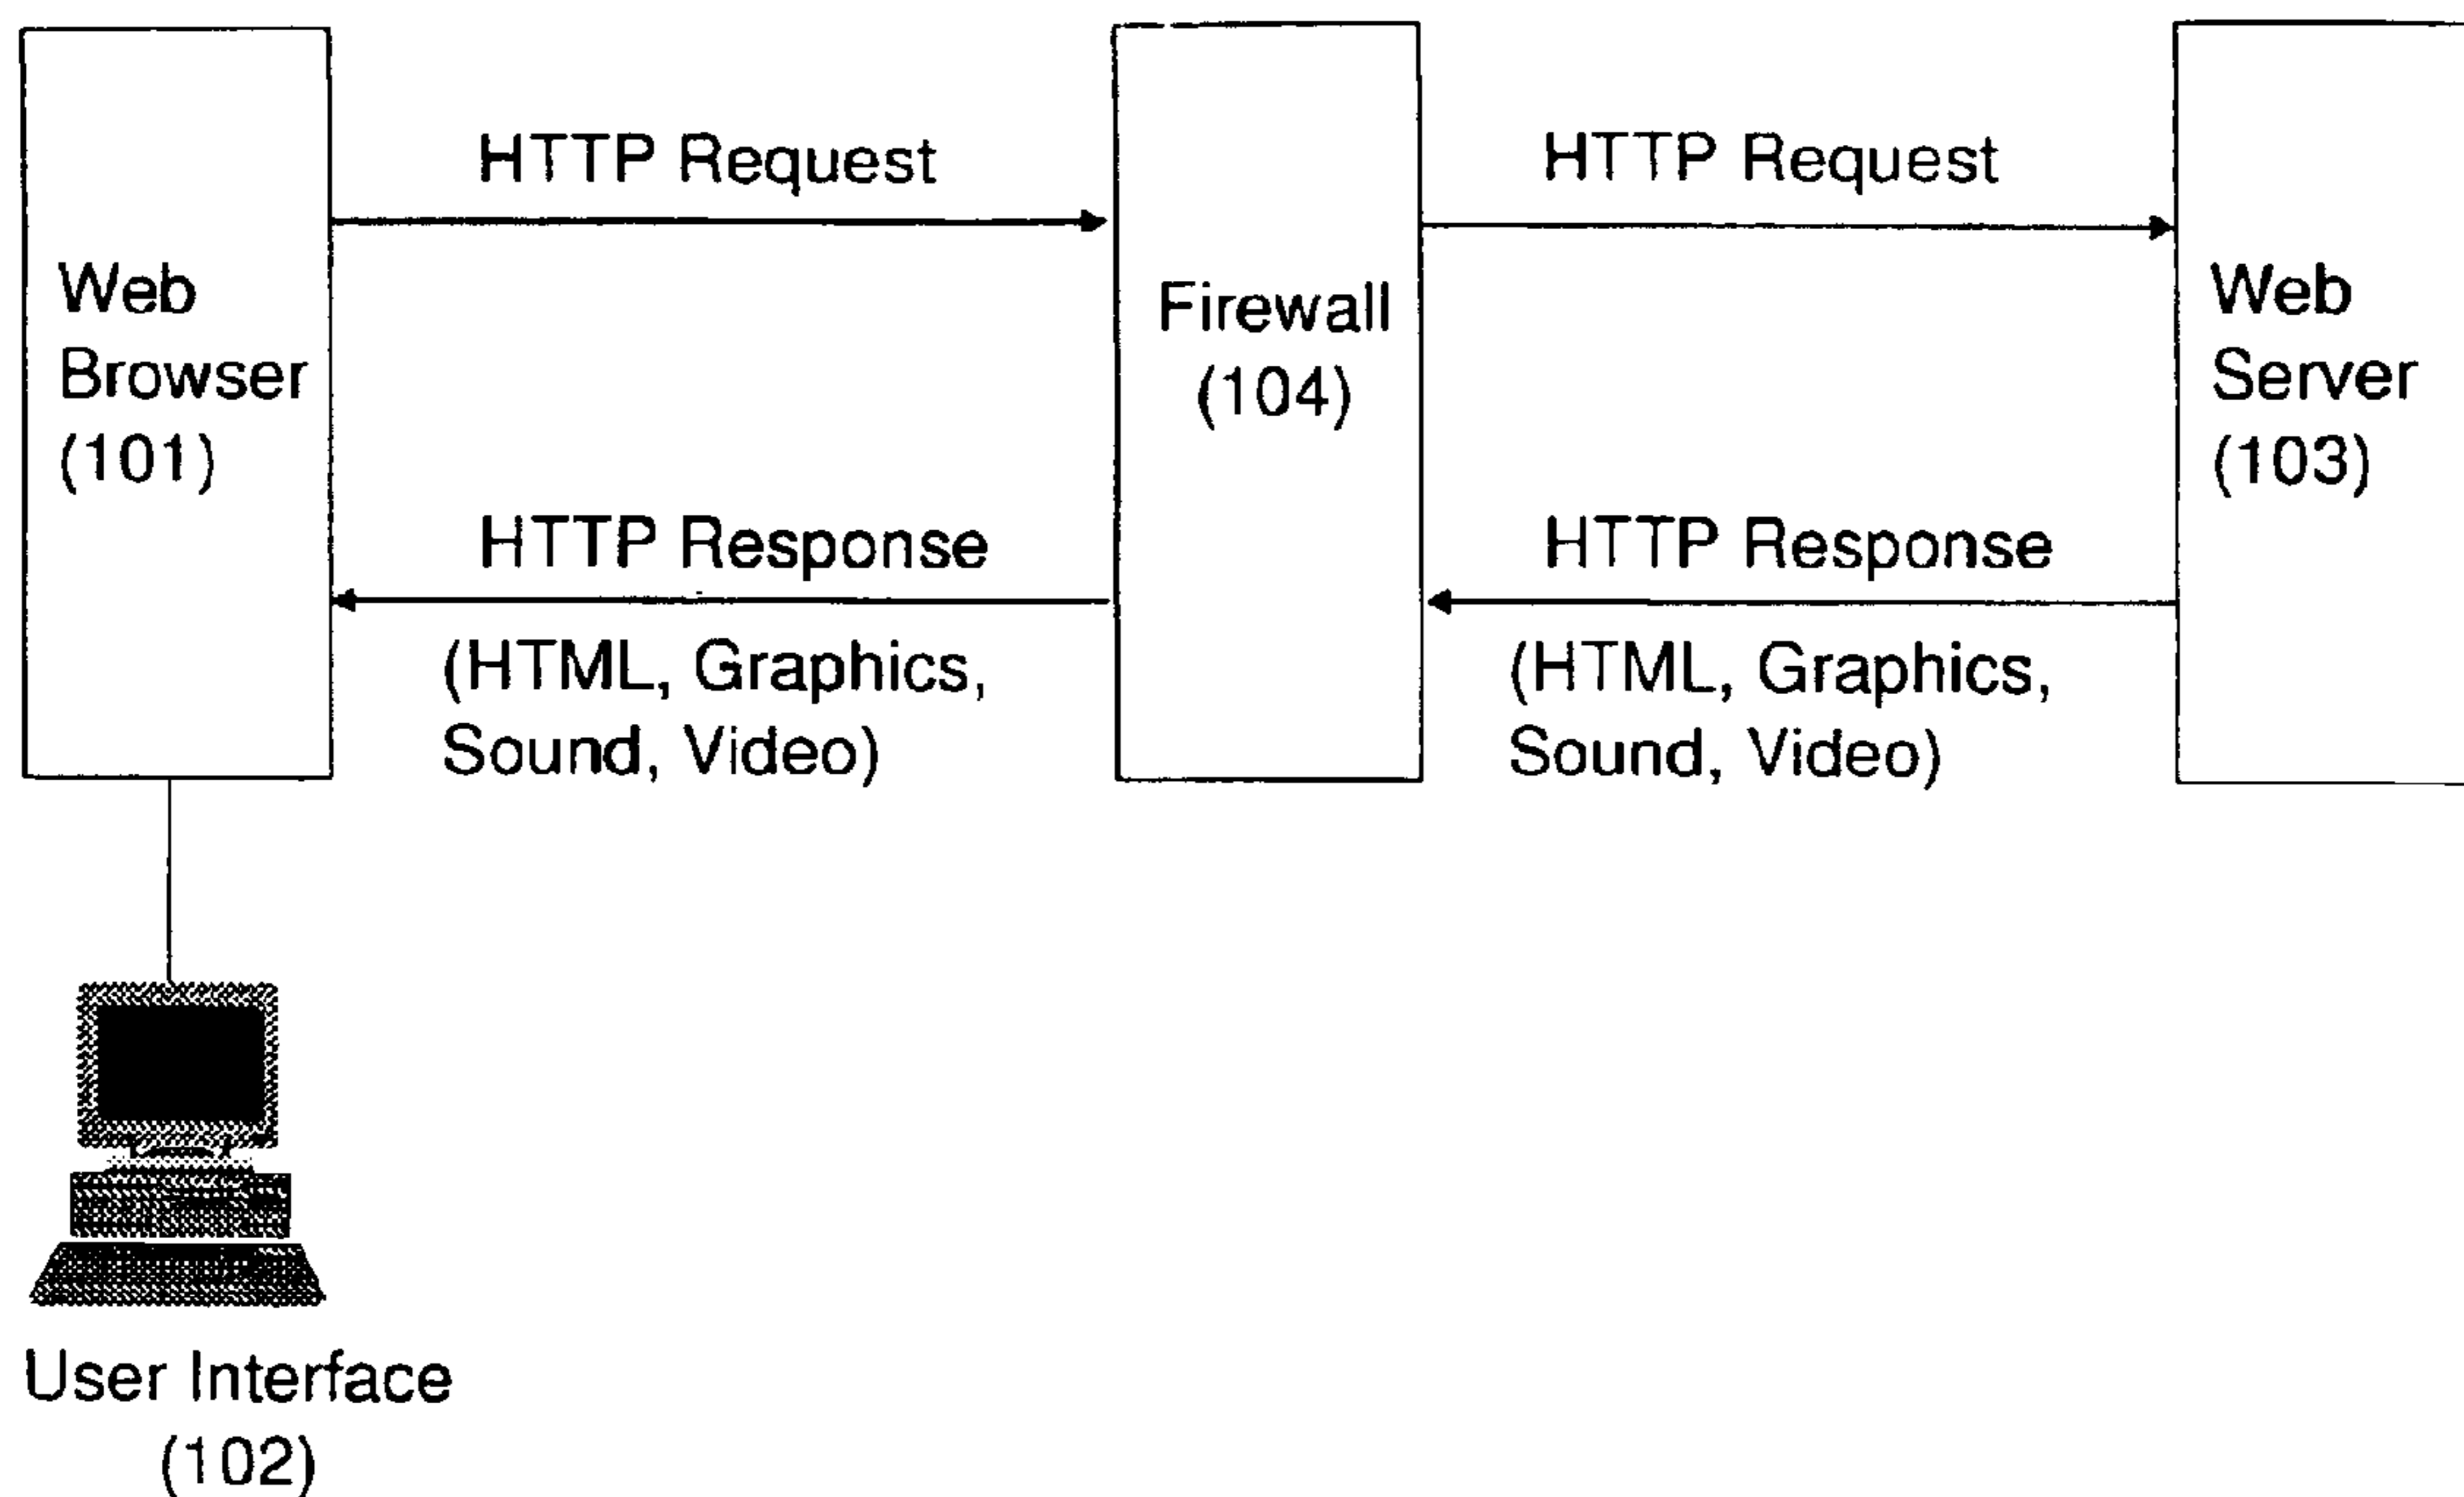 HTTP Request
HTTP Request
Web
Browser
(101)
Firewall
(104)
Web
Server
(103)
HTTP Response
(HTML, Graphics,
Sound, Video)
HTTP Response
(HTML, Graphics,
Sound, Video)
User Interface
(102)